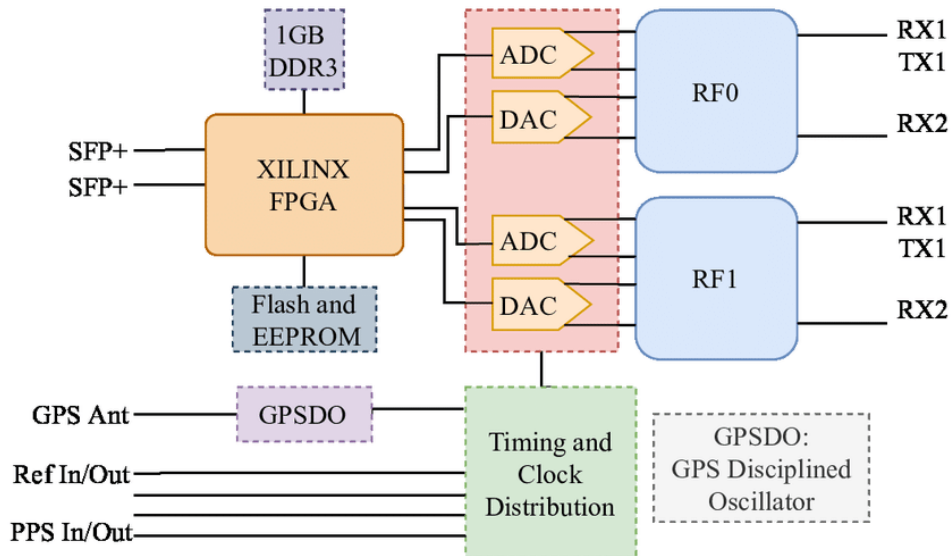 1GB
DDR3
SFP+
SFP+
XILINX
FPGA
Flash and
EEPROM
ADC
DAC
ADC
DAC
RF0
RF1
RX1
TX1
RX2
RX1
TX1
RX2
GPS Ant
GPSDO
Ref In/Out
PPS In/Out
Timing and
Clock
Distribution
GPSDO:
GPS Disciplined
Oscillator